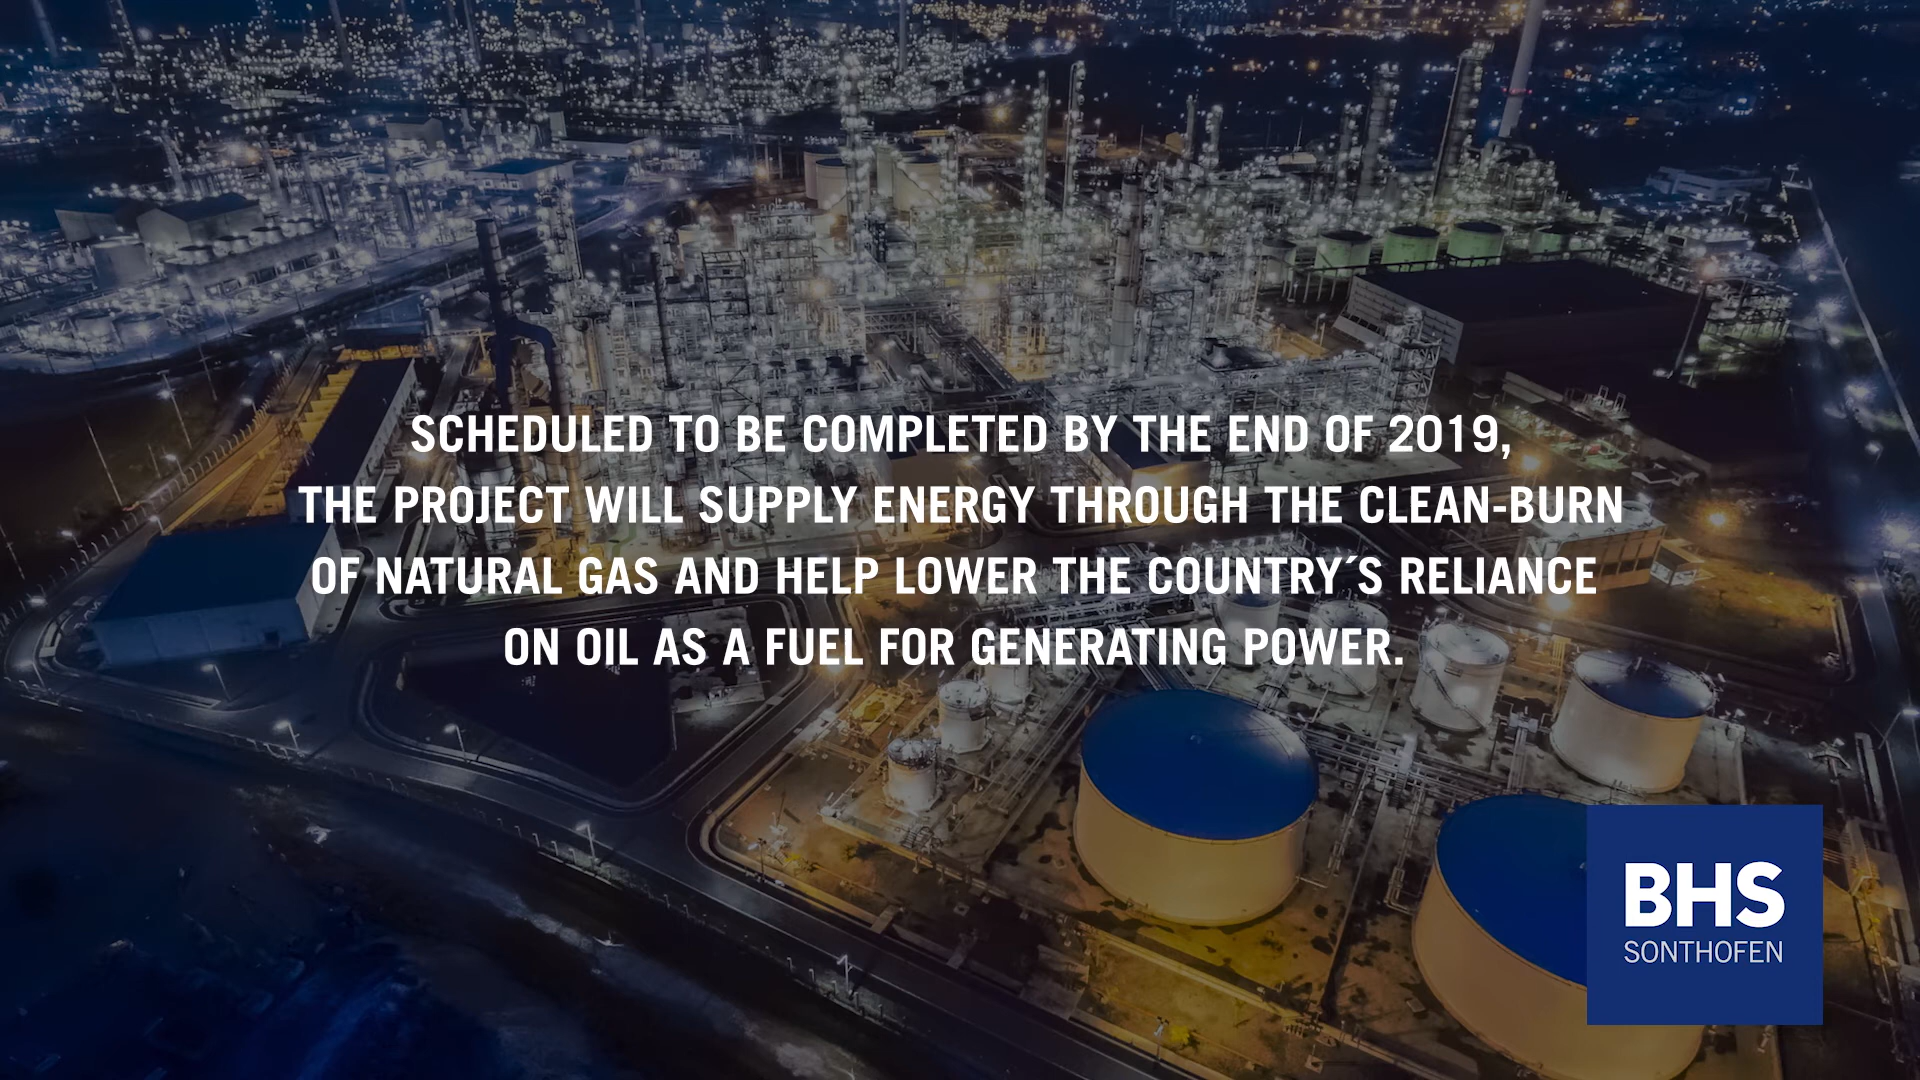 SCHEDULED TO BE COMPLETED BY THE END OF 2019,
THE PROJECT WILL SUPPLY ENERGY THROUGH THE CLEAN-BURN
OF NATURAL GAS AND HELP LOWER THE COUNTRY´S RELIANCE
ON OIL AS A FUEL FOR GENERATING POWER.
BHS
SONTHOFEN